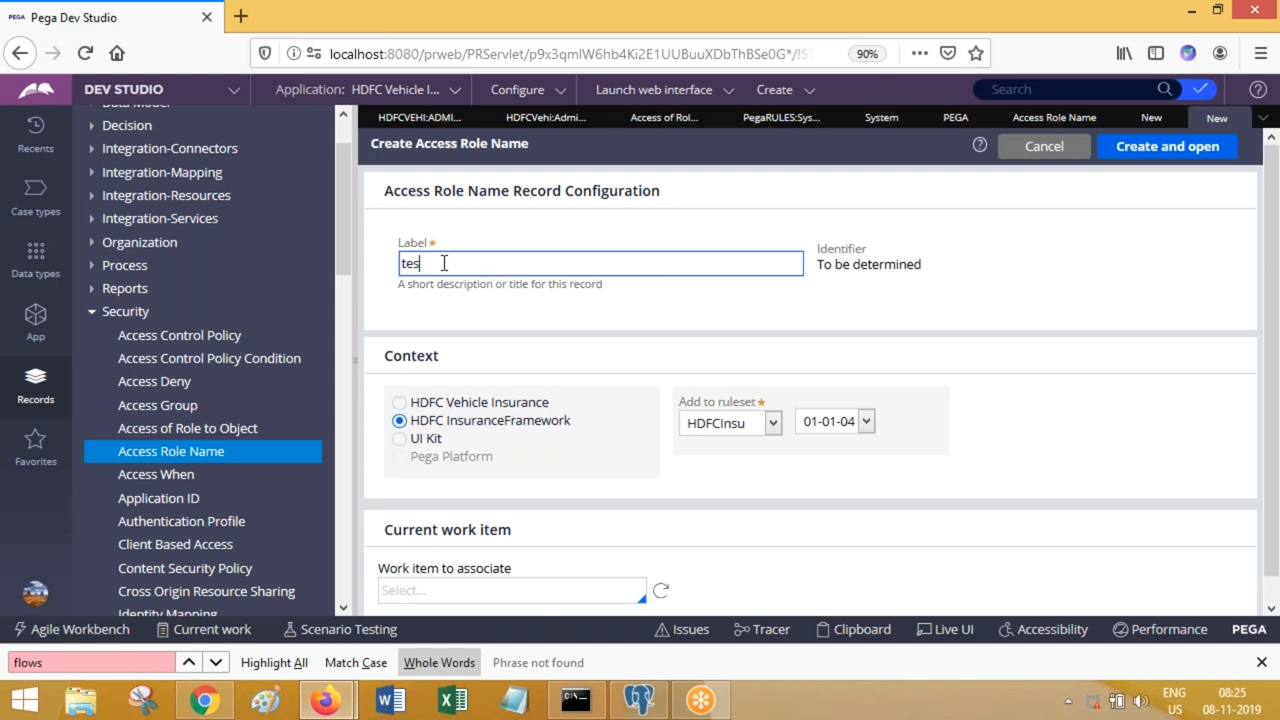 PEGA Pega Dev Studio
localhost:8080/prweb/PRServlet/p9x3qmlW6hb4Ki2E1UUBuuXDbThBSe0G*/!S
90%
DEV STUDIO
Application: HDFC Vehicle I...
Configure
Launch web interface
Create
Search
Recents
Case types
Data types
App
Records
Favorites
Data Model
Decision
Integration-Connectors
Integration-Mapping
Integration-Resources
Integration-Services
Organization
Process
Reports
Security
Access Control Policy
Access Control Policy Condition
Access Deny
Access Group
Access of Role to Object
Access Role Name
Access When
Application ID
Authentication Profile
Client Based Access
Content Security Policy
Cross Origin Resource Sharing
Identity Mapping
HDFCVEHI:ADMI... HDFCVehi:Admi... Access of Rol... PegaRULES:Sys... System PEGA Access Role Name New New
Create Access Role Name
Cancel
Create and open
Access Role Name Record Configuration
Label *
tes
A short description or title for this record
Identifier
To be determined
Context
HDFC Vehicle Insurance
HDFC InsuranceFramework
UI Kit
Pega Platform
Add to ruleset *
HDFCInsu
01-01-04
Current work item
Work item to associate
Select...
Agile Workbench Current work Scenario Testing Issues Tracer Clipboard Live UI Accessibility Performance PEGA
flows Highlight All Match Case Whole Words Phrase not found
ENG
US
08:25
08-11-2019